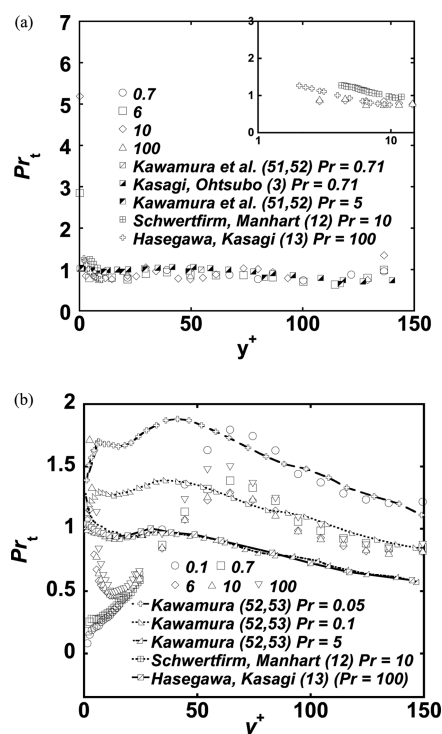 (a)
7
6
5
4
3
2
1
0
Pr_t
3
2
1
1
10
0.7
6
10
100
Kawamura et al. (51,52) Pr = 0.71
Kasagi, Ohtsubo (3) Pr = 0.71
Kawamura et al. (51,52) Pr = 5
Schwertfirm, Manhart (12) Pr = 10
Hasegawa, Kasagi (13) Pr = 100
0
50
100
150
y+
(b)
2
1.5
1
0.5
0
Pr_t
0.1
0.7
6
10
100
Kawamura (52,53) Pr = 0.05
Kawamura (52,53) Pr = 0.1
Kawamura (52,53) Pr = 5
Schwertfirm, Manhart (12) Pr = 10
Hasegawa, Kasagi (13) (Pr = 100)
0
50
100
150
y+